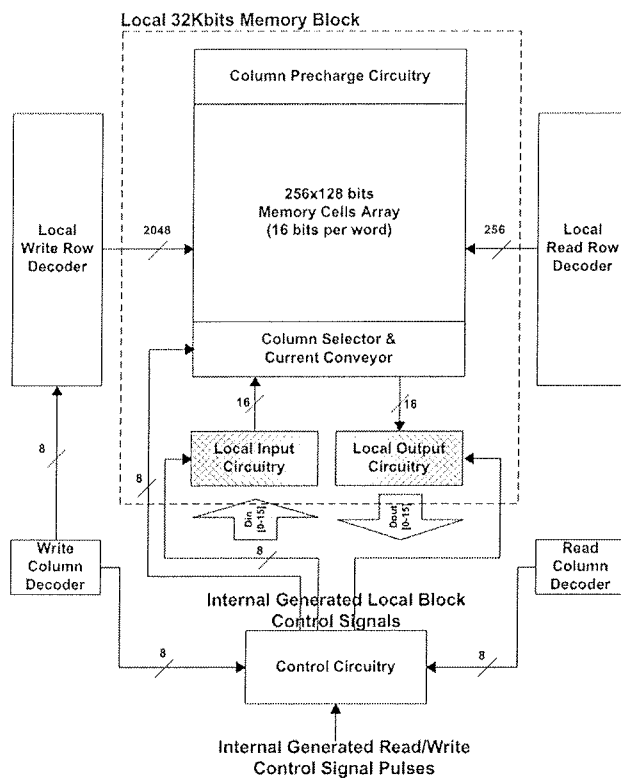 Local 32Kbits Memory Block
Column Precharge Circuitry
256x128 bits
Memory Cells Array
(16 bits per word)
Local
Write Row
Decoder
2048
256
Local
Read Row
Decoder
Column Selector &
Current Conveyor
16
16
Local Input
Circuitry
Local Output
Circuitry
8
8
Din
[0-15]
Dout
[0-15]
8
Write
Column
Decoder
Read
Column
Decoder
Internal Generated Local Block
Control Signals
8
Control Circuitry
8
Internal Generated Read/Write
Control Signal Pulses